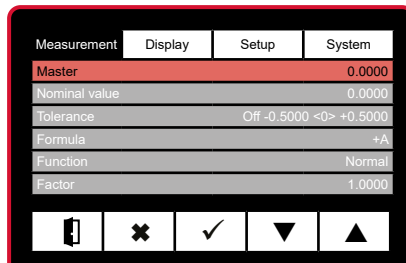 Measurement Display Setup System
Master 0.0000
Nominal value 0.0000
Tolerance Off -0.5000 <0> +0.5000
Formula +A
Function Normal
Factor 1.0000